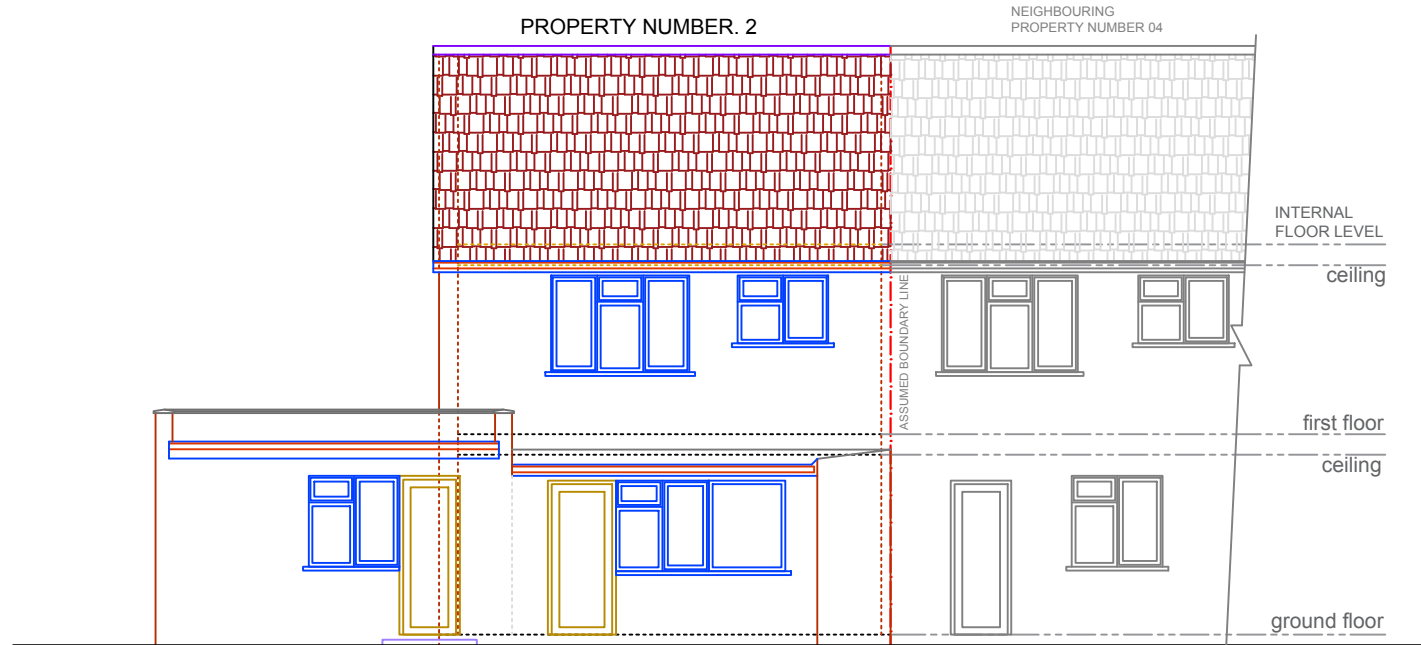 PROPERTY NUMBER. 2
NEIGHBOURING
PROPERTY NUMBER 04
INTERNAL
FLOOR LEVEL
ceiling
ASSUMED BOUNDARY LINE
first floor
ceiling
ground floor